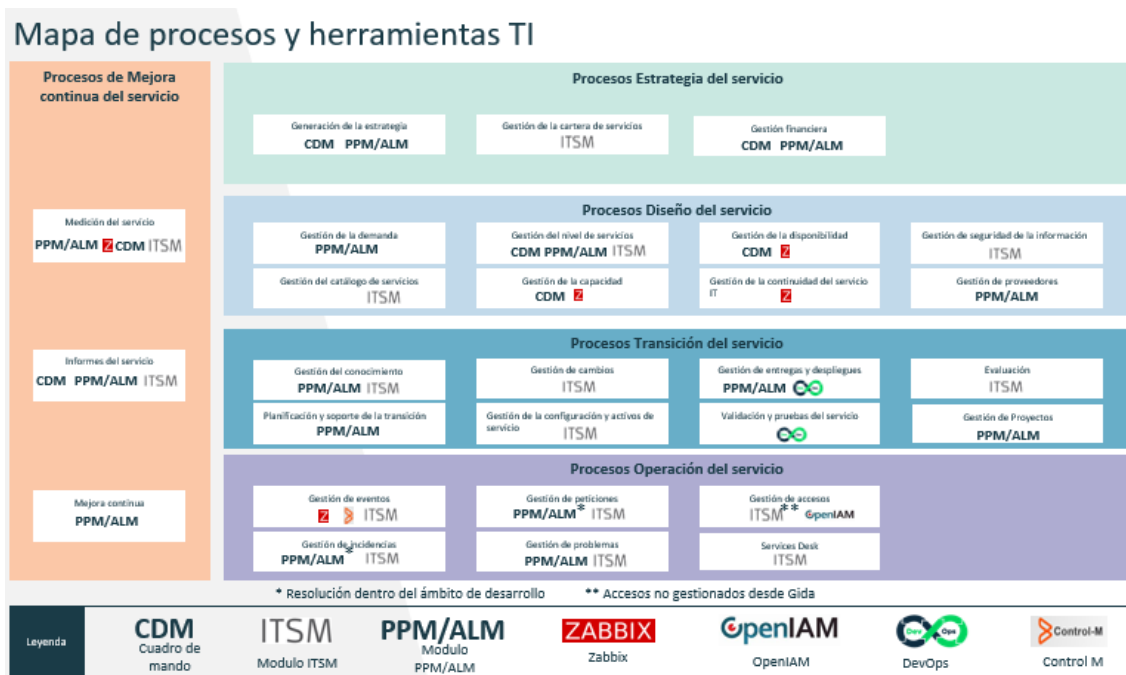 Mapa de procesos y herramientas TI
Procesos de Mejora
continua del servicio
Medición del servicio
PPM/ALM Z CDM ITSM
Informes del servicio
CDM PPM/ALM ITSM
Mejora continua
PPM/ALM
Procesos Estrategia del servicio
Generación de la estrategia
CDM PPM/ALM
Gestión de la cartera de servicios
ITSM
Gestión financiera
CDM PPM/ALM
Procesos Diseño del servicio
Gestión de la demanda
PPM/ALM
Gestión del nivel de servicios
CDM PPM/ALM ITSM
Gestión de la disponibilidad
CDM Z
Gestión de seguridad de la información
ITSM
Gestión del catálogo de servicios
ITSM
Gestión de la capacidad
CDM Z
Gestión de la continuidad del servicio
IT Z
Gestión de proveedores
PPM/ALM
Procesos Transición del servicio
Gestión del conocimiento
PPM/ALM ITSM
Gestión de cambios
ITSM
Gestión de entregas y despliegues
PPM/ALM
Evaluación
ITSM
Planificación y soporte de la transición
PPM/ALM
Gestión de la configuración y activos de
servicio ITSM
Validación y pruebas del servicio
Gestión de Proyectos
PPM/ALM
Procesos Operación del servicio
Gestión de eventos
Z ITSM
Gestión de peticiones
PPM/ALM* ITSM
Gestión de accesos
ITSM** OpenIAM
Gestión de incidencias
PPM/ALM* ITSM
Gestión de problemas
PPM/ALM ITSM
Services Desk
ITSM
* Resolución dentro del ámbito de desarrollo
** Accesos no gestionados desde Gida
Leyenda
CDM
Cuadro de
mando
ITSM
Modulo ITSM
PPM/ALM
Modulo
PPM/ALM
ZABBIX
Zabbix
OpenIAM
OpenIAM
Dev Ops
DevOps
Control-M
Control M